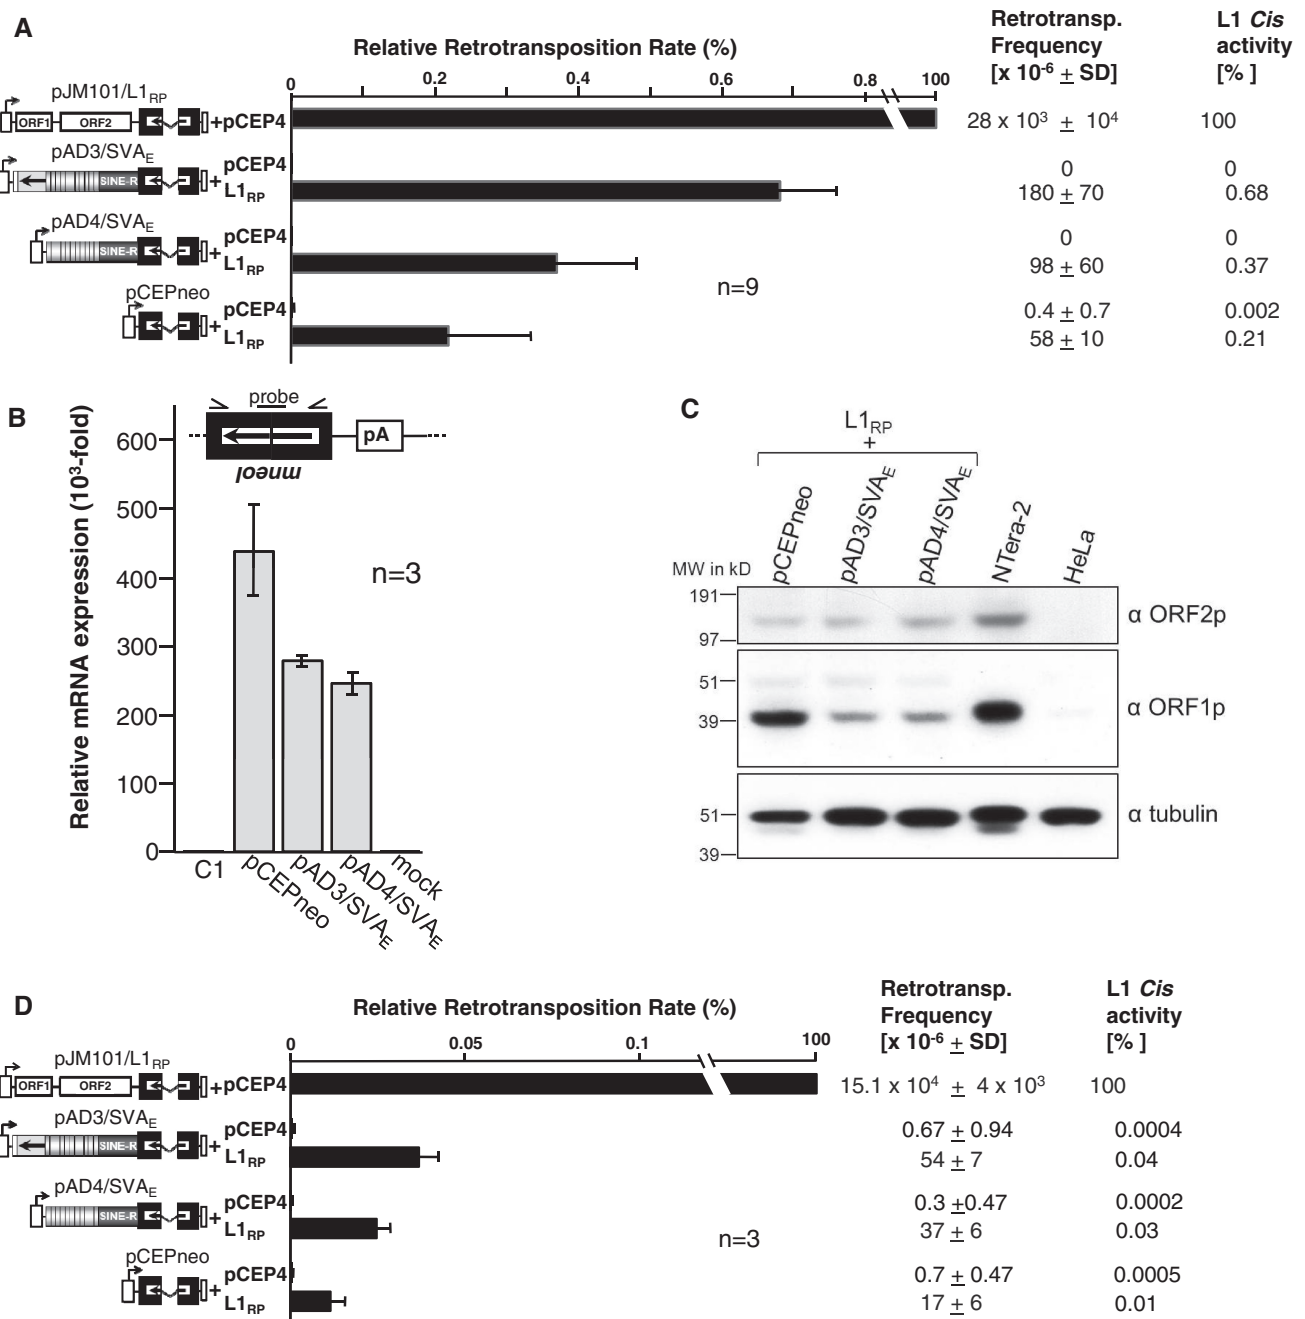 A
Relative Retrotransposition Rate (%)
Retrotransp.
Frequency
[x 10-6 ± SD]
L1 Cis
activity
[% ]
0 0.2 0.4 0.6 0.8 100
pJM101/L1RP
ORF1 ORF2 +pCEP4 28 x 10³ ± 10⁴ 100
pAD3/SVAE
pCEP4 0 0
SINE-R + L1RP 180 ± 70 0.68
pAD4/SVAE
pCEP4 0 0
SINE-R + L1RP 98 ± 60 0.37
n=9
pCEPneo
pCEP4 0.4 ± 0.7 0.002
+ L1RP 58 ± 10 0.21
B
Relative mRNA expression (10³-fold)
probe
pA
mneoI
n=3
600
500
400
300
200
100
0
C1 pCEPneo pAD3/SVAE pAD4/SVAE mock
C
L1RP
+
MW in kD pCEPneo pAD3/SVAE pAD4/SVAE NTera-2 HeLa
191
97
α ORF2p
51
39
α ORF1p
51
39
α tubulin
D
Relative Retrotransposition Rate (%)
Retrotransp.
Frequency
[x 10-6 ± SD]
L1 Cis
activity
[% ]
0 0.05 0.1 100
pJM101/L1RP
ORF1 ORF2 +pCEP4 15.1 x 10⁴ ± 4 x 10³ 100
pAD3/SVAE
pCEP4 0.67 ± 0.94 0.0004
SINE-R + L1RP 54 ± 7 0.04
pAD4/SVAE
pCEP4 0.3 ±0.47 0.0002
SINE-R + L1RP 37 ± 6 0.03
n=3
pCEPneo
pCEP4 0.7 ± 0.47 0.0005
+ L1RP 17 ± 6 0.01